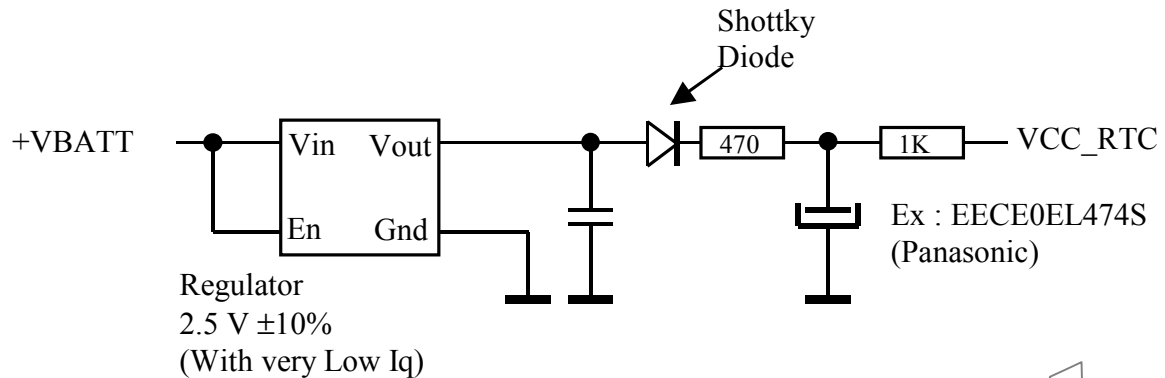 Shottky
Diode
+VBATT
Vin
Vout
470
1K
VCC_RTC
En
Gnd
Ex : EECE0EL474S
(Panasonic)
Regulator
2.5 V ±10%
(With very Low Iq)